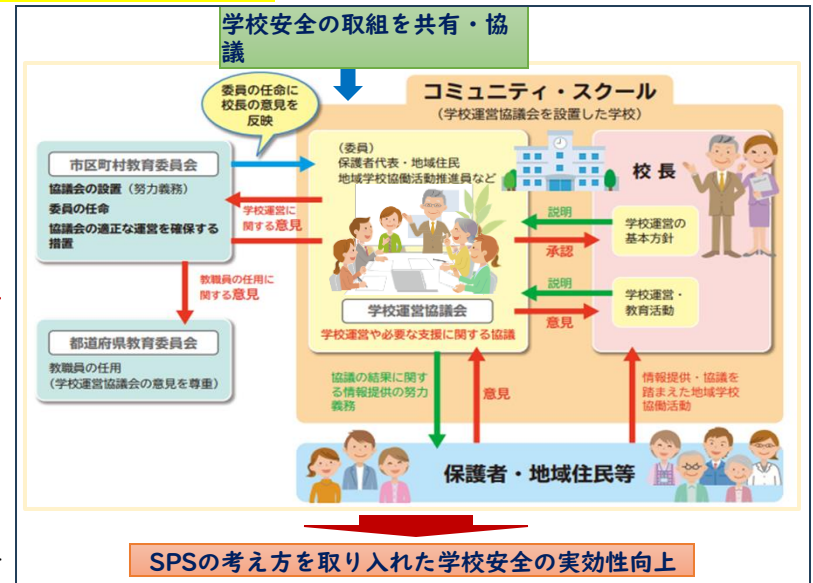 学校安全の取組を共有・協
議
委員の任命に
校長の意見を
反映
コミュニティ・スクール
(学校運営協議会を設置した学校)
市区町村教育委員会
協議会の設置(努力義務)
委員の任命
協議会の適正な運営を確保する
措置
学校運営に
関する意見
(委員)
保護者代表・地域住民
地域学校協働活動推進員など
学校運営協議会
学校運営や必要な支援に関する協議
校長
説明
承認
学校運営の
基本方針
説明
意見
学校運営・
教育活動
教職員の任用に
関する意見
都道府県教育委員会
教職員の任用
(学校運営協議会の意見を尊重)
協議の結果に関す
る情報提供の努力
義務
意見
情報提供・協議を
踏まえた地域学校
協働活動
保護者・地域住民等
SPSの考え方を取り入れた学校安全の実効性向上